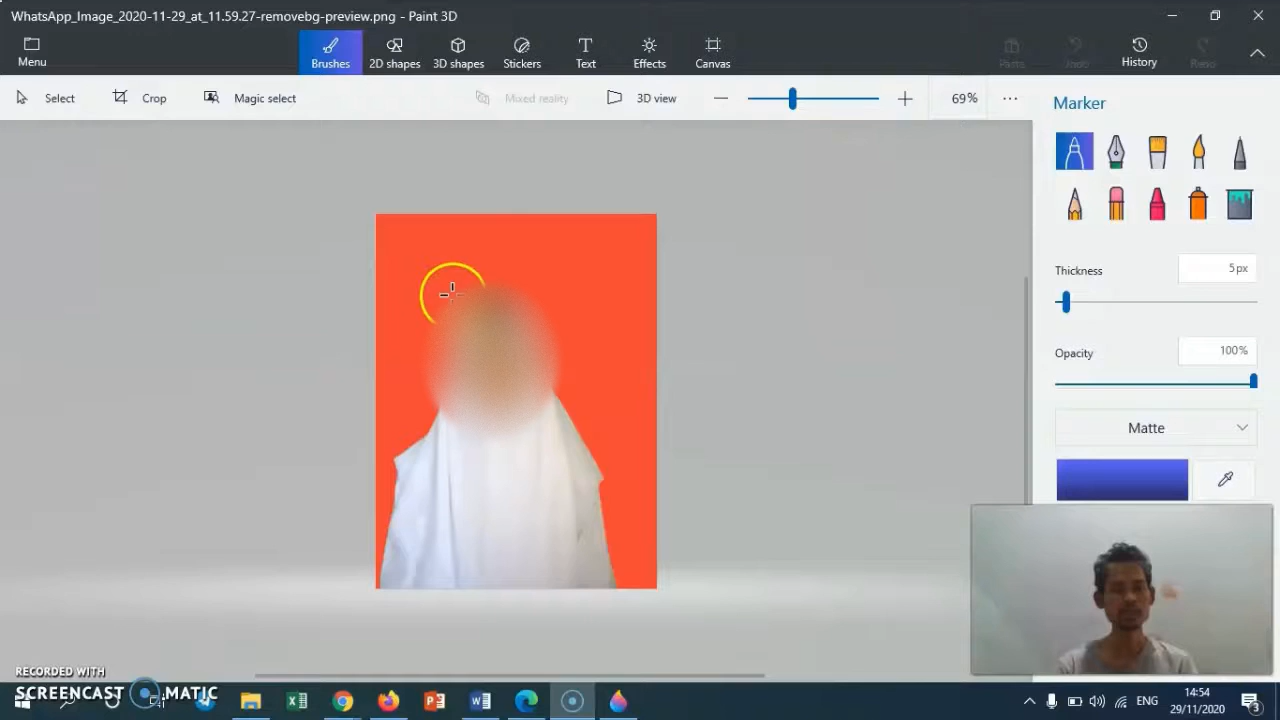 WhatsApp_Image_2020-11-29_at_11.59.27-removebg-preview.png - Paint 3D
Menu
Brushes
2D shapes
3D shapes
Stickers
Text
Effects
Canvas
Paste
Undo
History
Redo
Select
Crop
Magic select
Mixed reality
3D view
69%
Marker
Thickness
5px
Opacity
100%
Matte
RECORDED WITH
SCREENCAST MATIC
ENG
14:54
29/11/2020
3